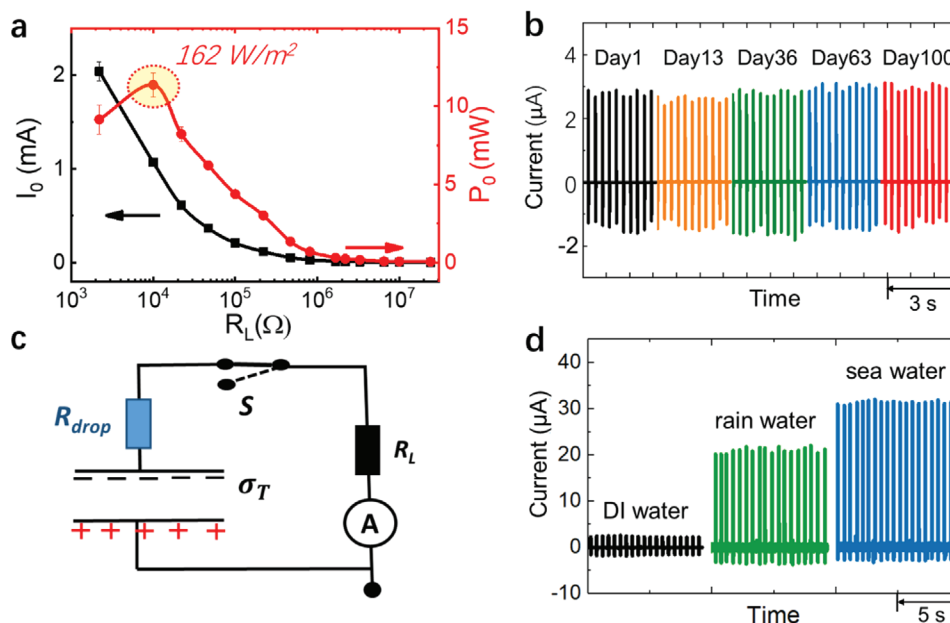 a
162 W/m²
I₀ (mA)
2
1
0
15
10
5
0
P₀ (mW)
10³ 10⁴ 10⁵ 10⁶ 10⁷
R_L(Ω)
b
Current (µA)
4
2
0
-2
Day1 Day13 Day36 Day63 Day100
Time
3 s
c
S
R_drop
σ_T
+ + + + +
R_L
A
d
Current (µA)
40
30
20
10
0
-10
DI water
rain water
sea water
Time
5 s